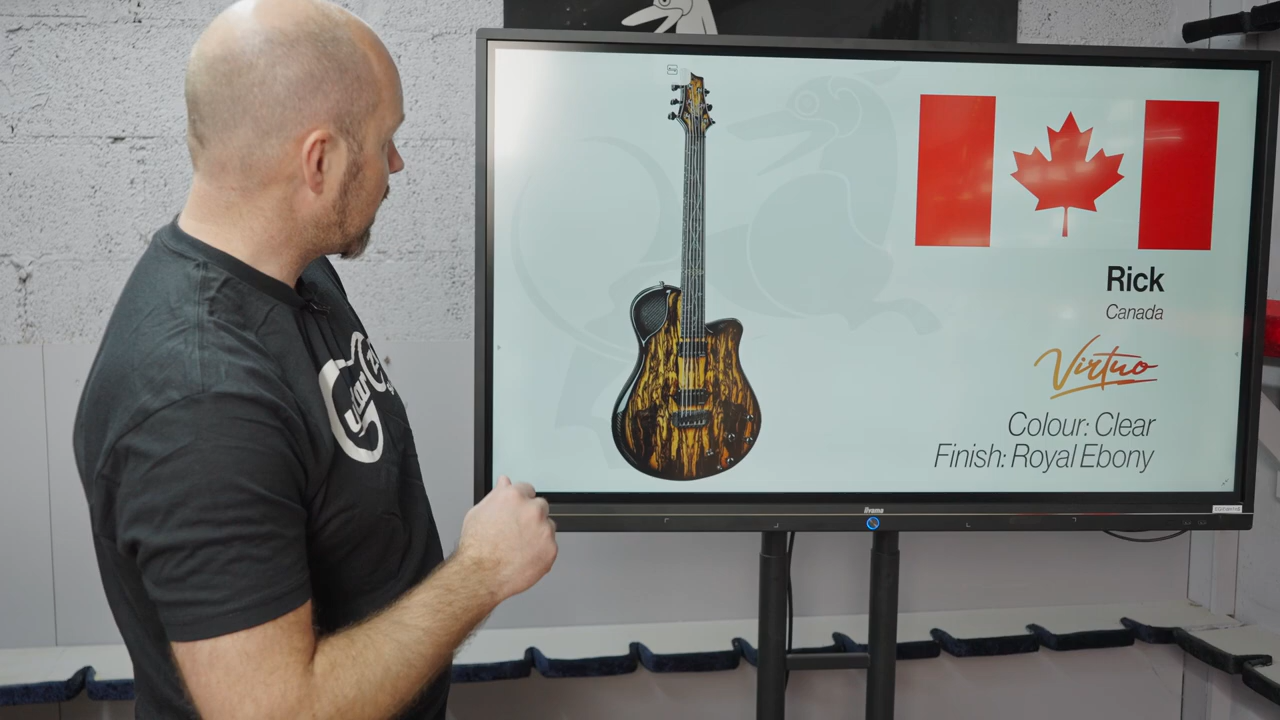 Rick
Canada
Virtuo
Colour: Clear
Finish: Royal Ebony
iiyama